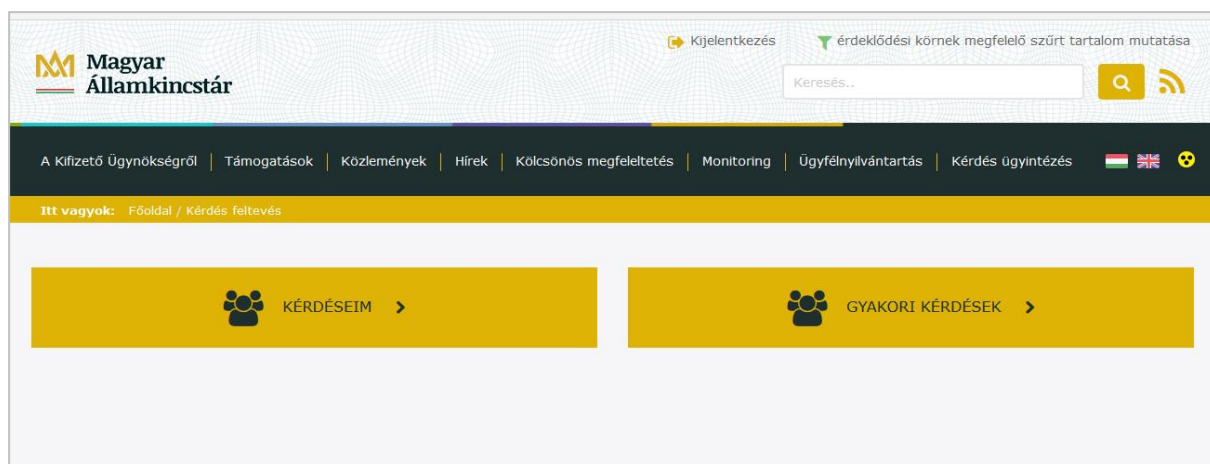 Kijelentkezés érdeklődési körnek megfelelő szűrt tartalom mutatása
Magyar
Államkincstár
Keresés..
A Kifizető Ügynökségről | Támogatások | Közlemények | Hírek | Kölcsönös megfeleltetés | Monitoring | Ügyfélnyilvántartás | Kérdés ügyintézés
Itt vagyok: Főoldal / Kérdés feltevés
KÉRDÉSEIM
GYAKORI KÉRDÉSEK